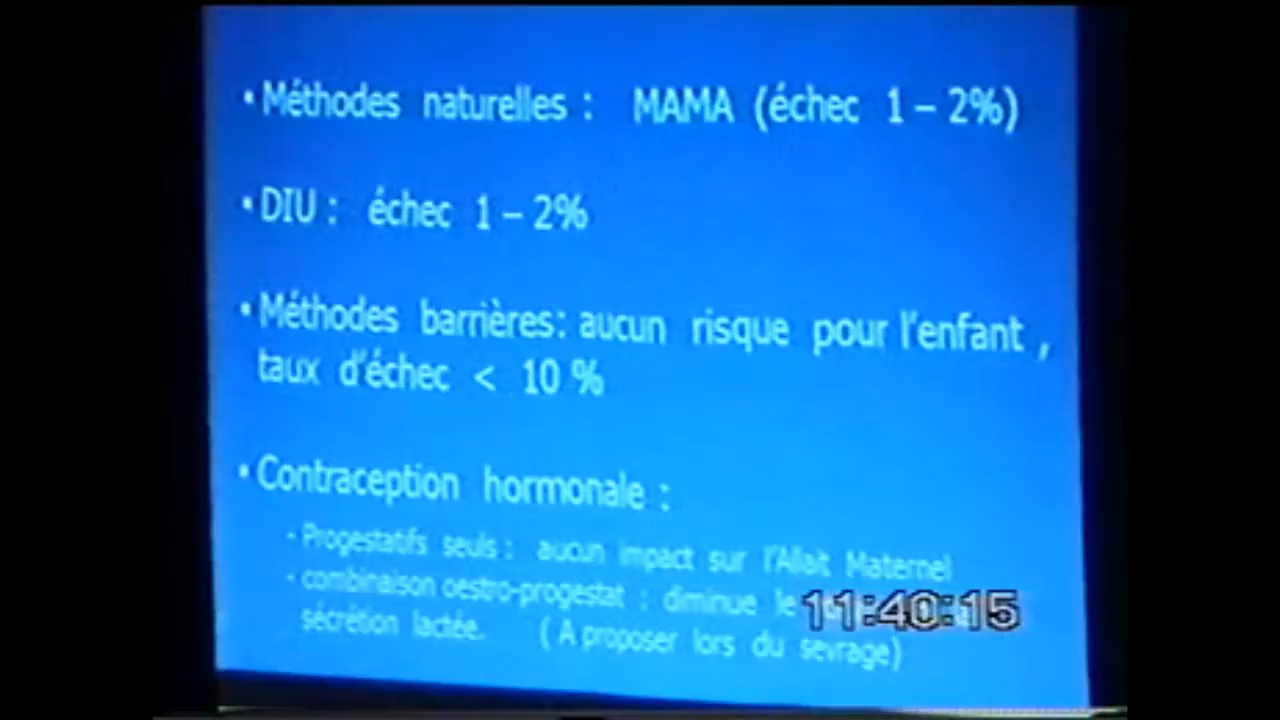 • Méthodes naturelles : MAMA (échec 1 – 2%)
• DIU : échec 1 – 2%
• Méthodes barrières: aucun risque pour l'enfant ,
taux d'échec < 10 %
• Contraception hormonale :
- Progestatifs seuls : aucun impact sur l'Allait Maternel
- combinaison oestro-progestat : diminue le
11:40:15
sécrétion lactée. ( A proposer lors du sevrage)